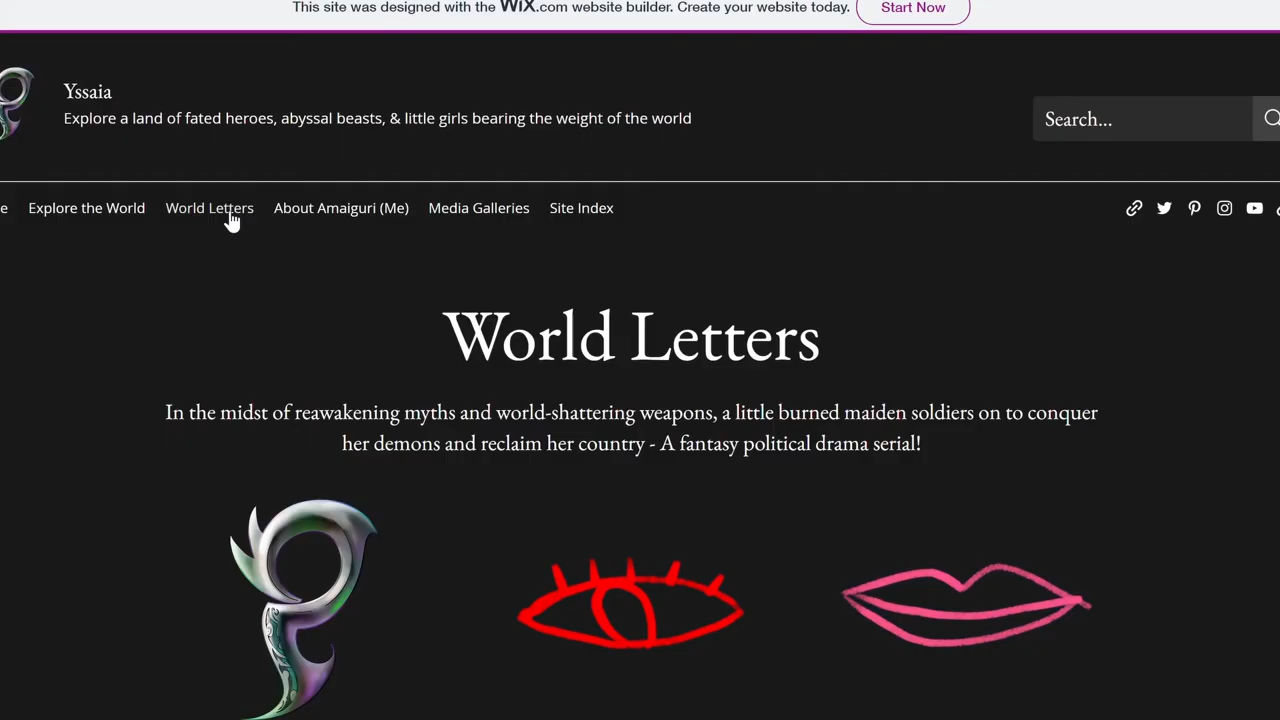 This site was designed with the WiX.com website builder. Create your website today. Start Now
Yssaia
Explore a land of fated heroes, abyssal beasts, & little girls bearing the weight of the world
Search...
e Explore the World World Letters About Amaiguri (Me) Media Galleries Site Index
World Letters
In the midst of reawakening myths and world-shattering weapons, a little burned maiden soldiers on to conquer
her demons and reclaim her country - A fantasy political drama serial!